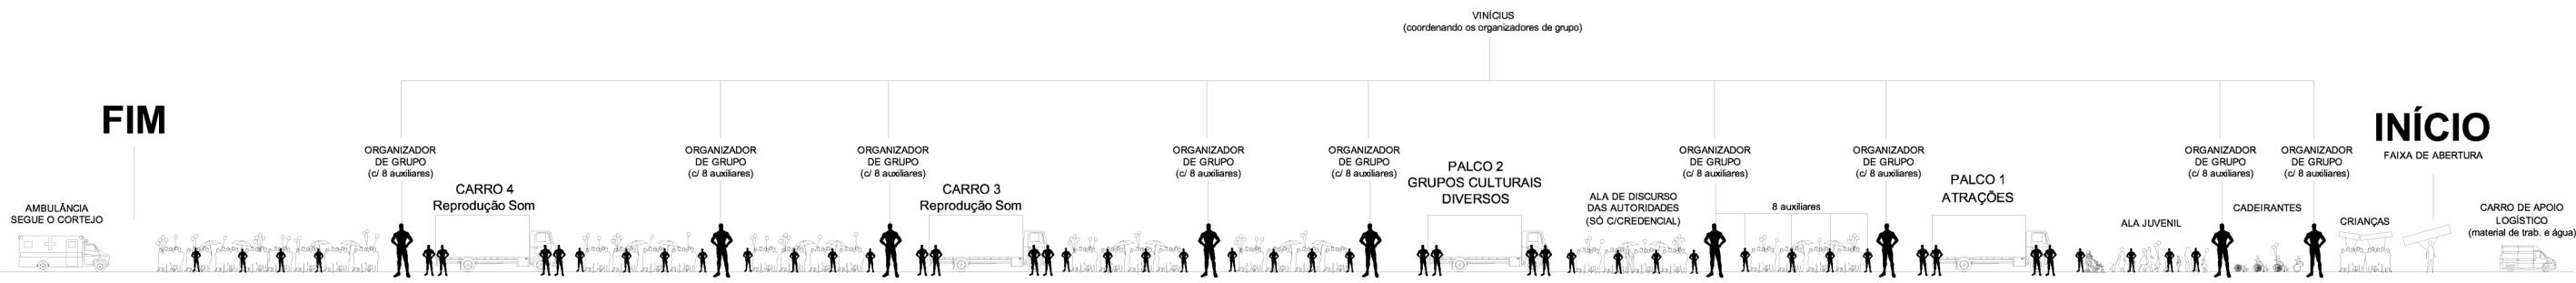 VINÍCIUS
(coordenando os organizadores de grupo)
FIM
AMBULÂNCIA
SEGUE O CORTEJO
ORGANIZADOR
DE GRUPO
(c/ 8 auxiliares)
CARRO 4
Reprodução Som
ORGANIZADOR
DE GRUPO
(c/ 8 auxiliares)
ORGANIZADOR
DE GRUPO
(c/ 8 auxiliares)
CARRO 3
Reprodução Som
ORGANIZADOR
DE GRUPO
(c/ 8 auxiliares)
ORGANIZADOR
DE GRUPO
(c/ 8 auxiliares)
PALCO 2
GRUPOS CULTURAIS
DIVERSOS
ALA DE DISCURSO
DAS AUTORIDADES
(SÓ C/CREDENCIAL)
ORGANIZADOR
DE GRUPO
(c/ 8 auxiliares)
8 auxiliares
ORGANIZADOR
DE GRUPO
(c/ 8 auxiliares)
PALCO 1
ATRAÇÕES
ALA JUVENIL
ORGANIZADOR
DE GRUPO
(c/ 8 auxiliares)
CADEIRANTES
ORGANIZADOR
DE GRUPO
(c/ 8 auxiliares)
CRIANÇAS
INÍCIO
FAIXA DE ABERTURA
CARRO DE APOIO
LOGÍSTICO
(material de trab. e água)